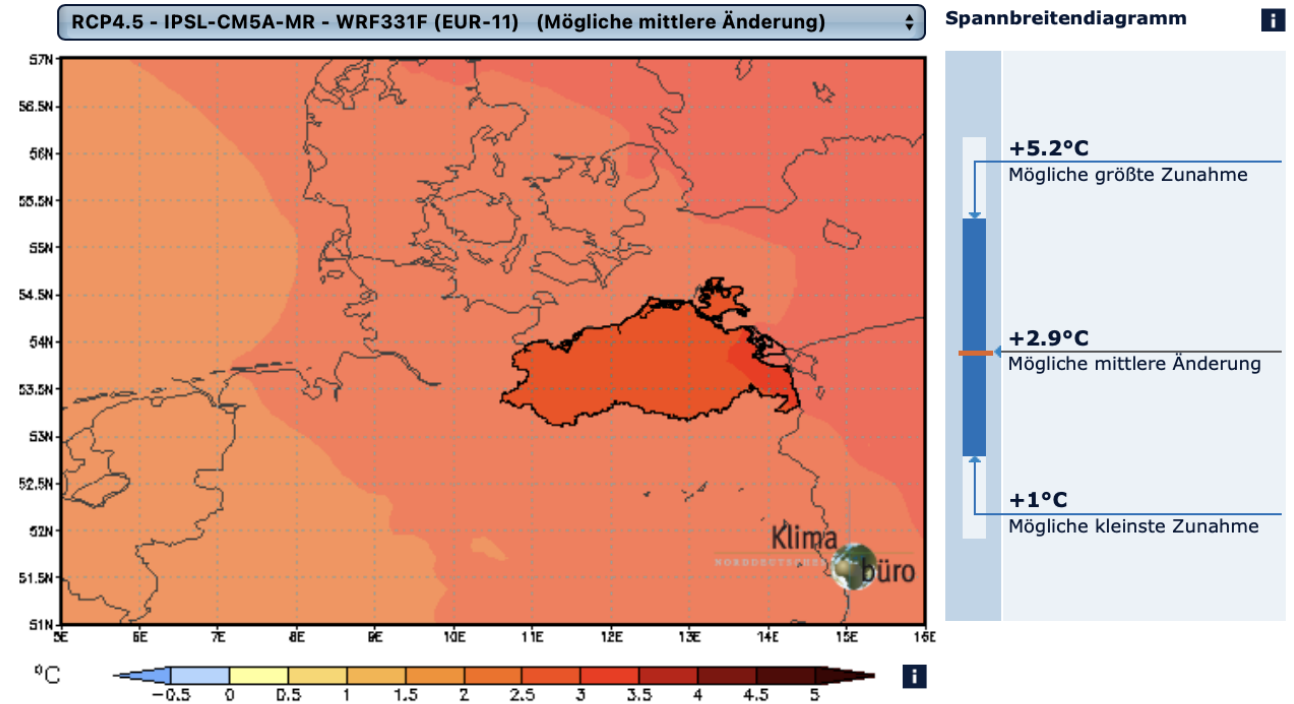 RCP4.5 - IPSL-CM5A-MR - WRF331F (EUR-11) (Mögliche mittlere Änderung)
Spannbreitendiagramm
i
57N
56.5N
56N
55.5N
55N
54.5N
54N
53.5N
53N
52.5N
52N
51.5N
51N
5E 6E 7E 8E 9E 10E 11E 12E 13E 14E 15E 16E
Klima
NORDDEUTSCHES
büro
+5.2°C
Mögliche größte Zunahme
+2.9°C
Mögliche mittlere Änderung
+1°C
Mögliche kleinste Zunahme
°C
i
-0.5 0 0.5 1 1.5 2 2.5 3 3.5 4 4.5 5